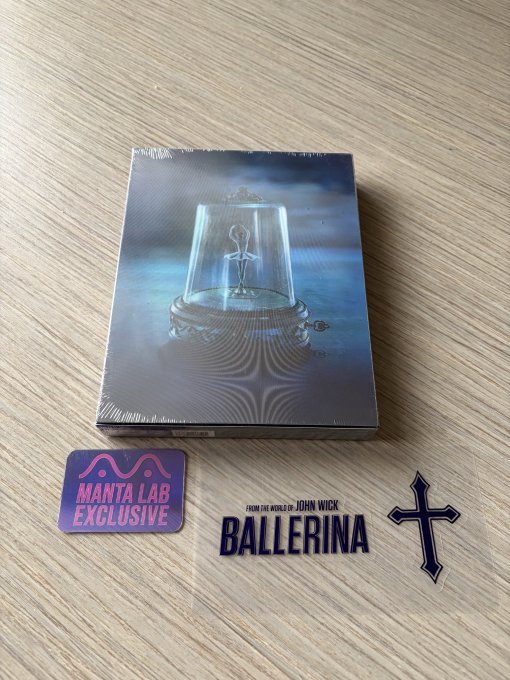 MANTA LAB
EXCLUSIVE
FROM THE WORLD OF JOHN WICK
BALLERINA